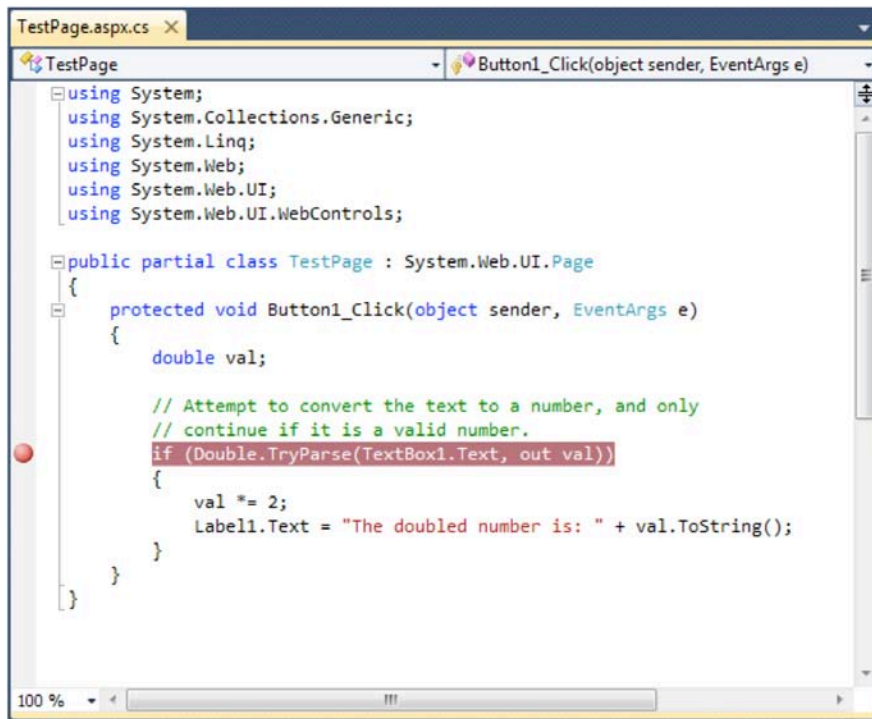 TestPage.aspx.cs
TestPage
Button1_Click(object sender, EventArgs e)
using System;
using System.Collections.Generic;
using System.Linq;
using System.Web;
using System.Web.UI;
using System.Web.UI.WebControls;
public partial class TestPage : System.Web.UI.Page
{
protected void Button1_Click(object sender, EventArgs e)
{
double val;
// Attempt to convert the text to a number, and only
// continue if it is a valid number.
if (Double.TryParse(TextBox1.Text, out val))
{
val *= 2;
Label1.Text = "The doubled number is: " + val.ToString();
}
}
}
100 %